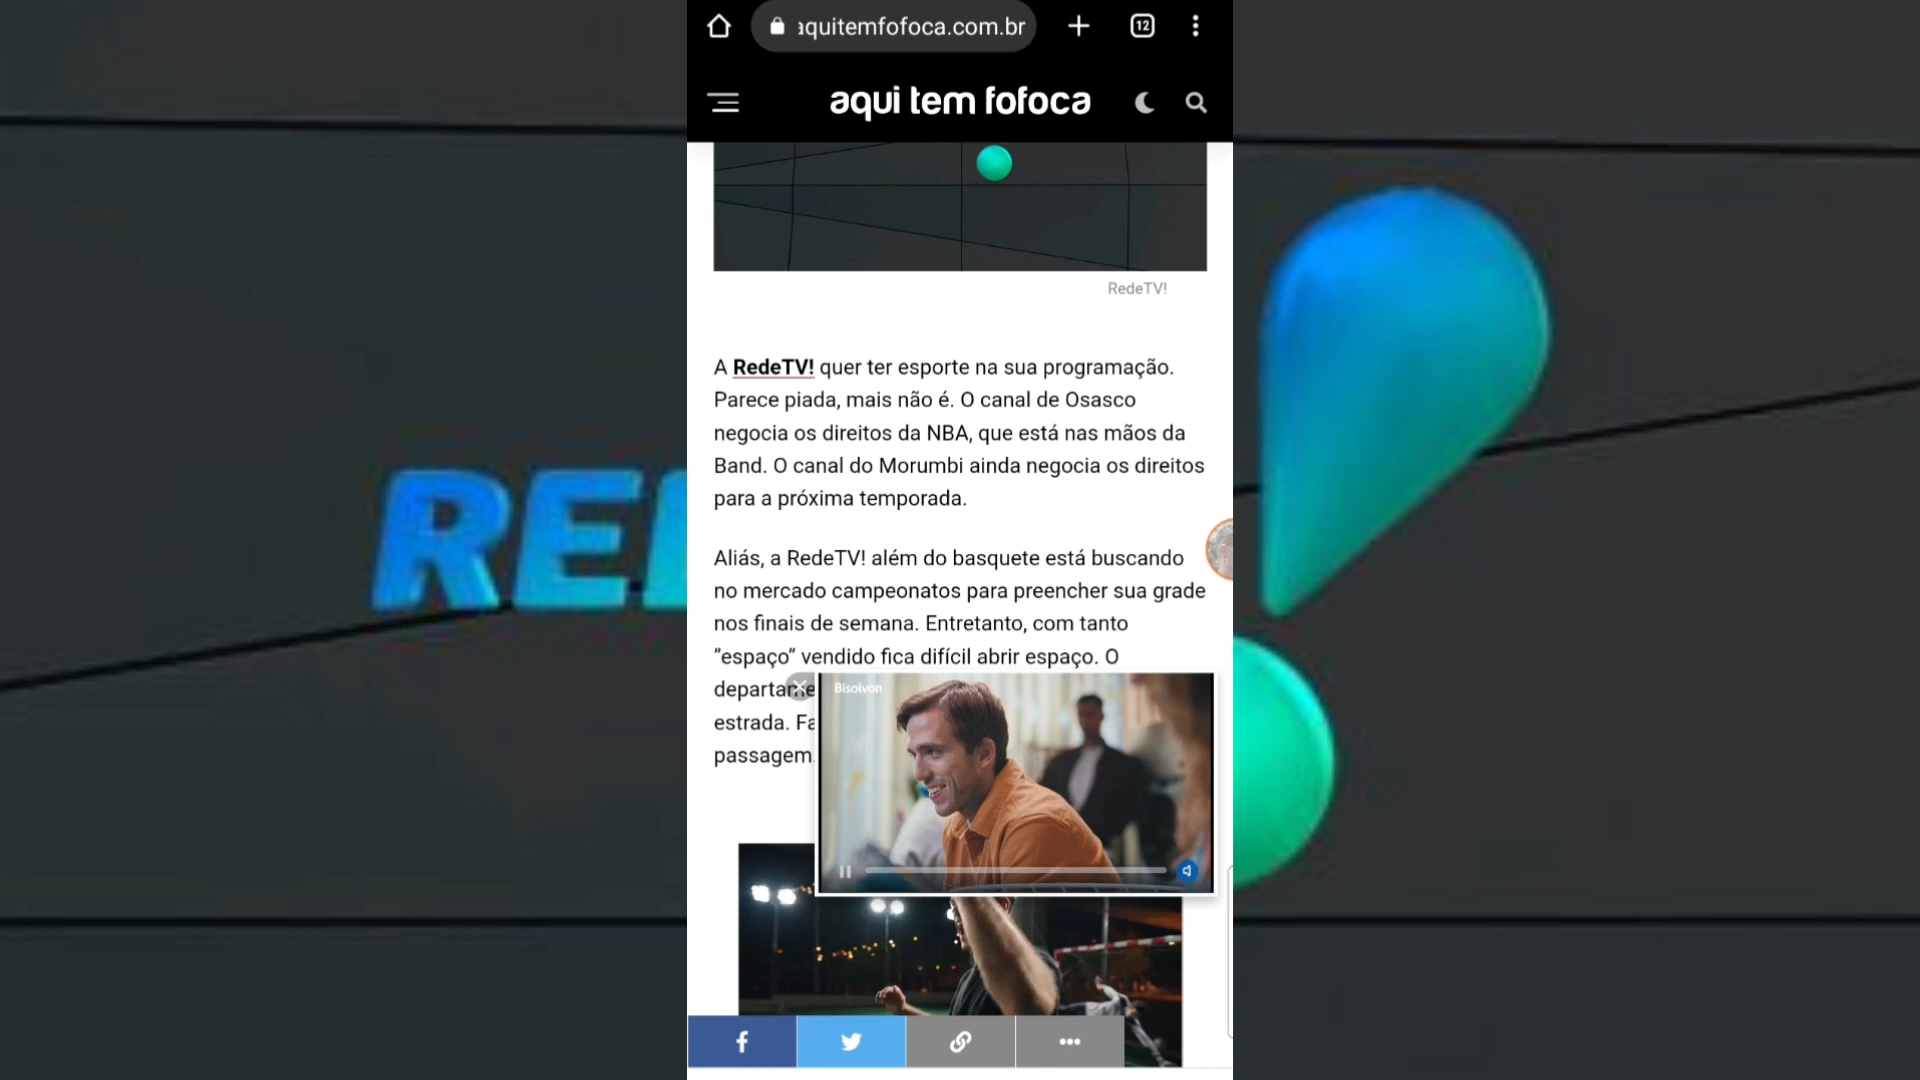 aquitemfofoca.com.br
12
aqui tem fofoca
RedeTV!
A RedeTV! quer ter esporte na sua programação.
Parece piada, mais não é. O canal de Osasco
negocia os direitos da NBA, que está nas mãos da
Band. O canal do Morumbi ainda negocia os direitos
para a próxima temporada.
Aliás, a RedeTV! além do basquete está buscando
no mercado campeonatos para preencher sua grade
nos finais de semana. Entretanto, com tanto
”espaço” vendido fica difícil abrir espaço. O
estrada.
passagem.
Bisolvon
RE